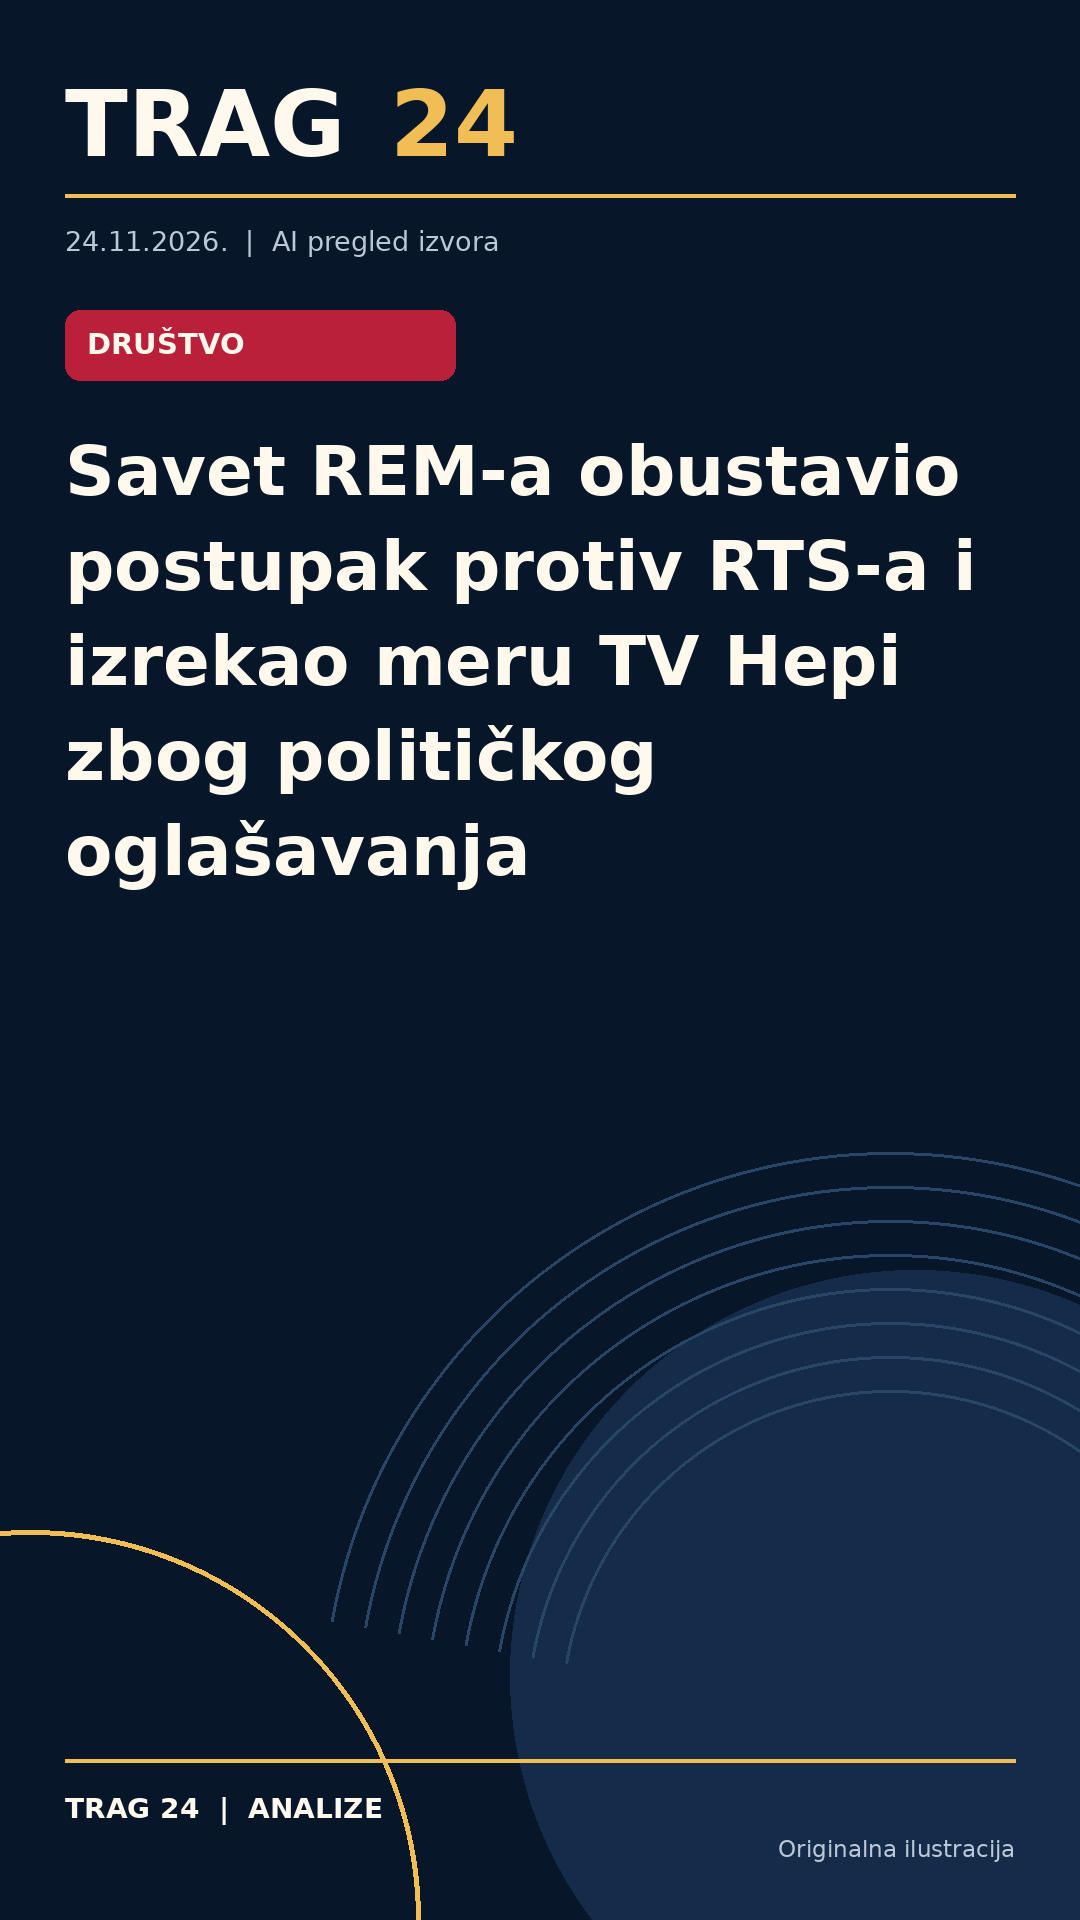 TRAG 24
24.11.2026. | AI pregled izvora
DRUŠTVO
Savet REM-a obustavio
postupak protiv RTS-a i
izrekao meru TV Hepi
zbog političkog
oglašavanja
TRAG 24 | ANALIZE
Originalna ilustracija